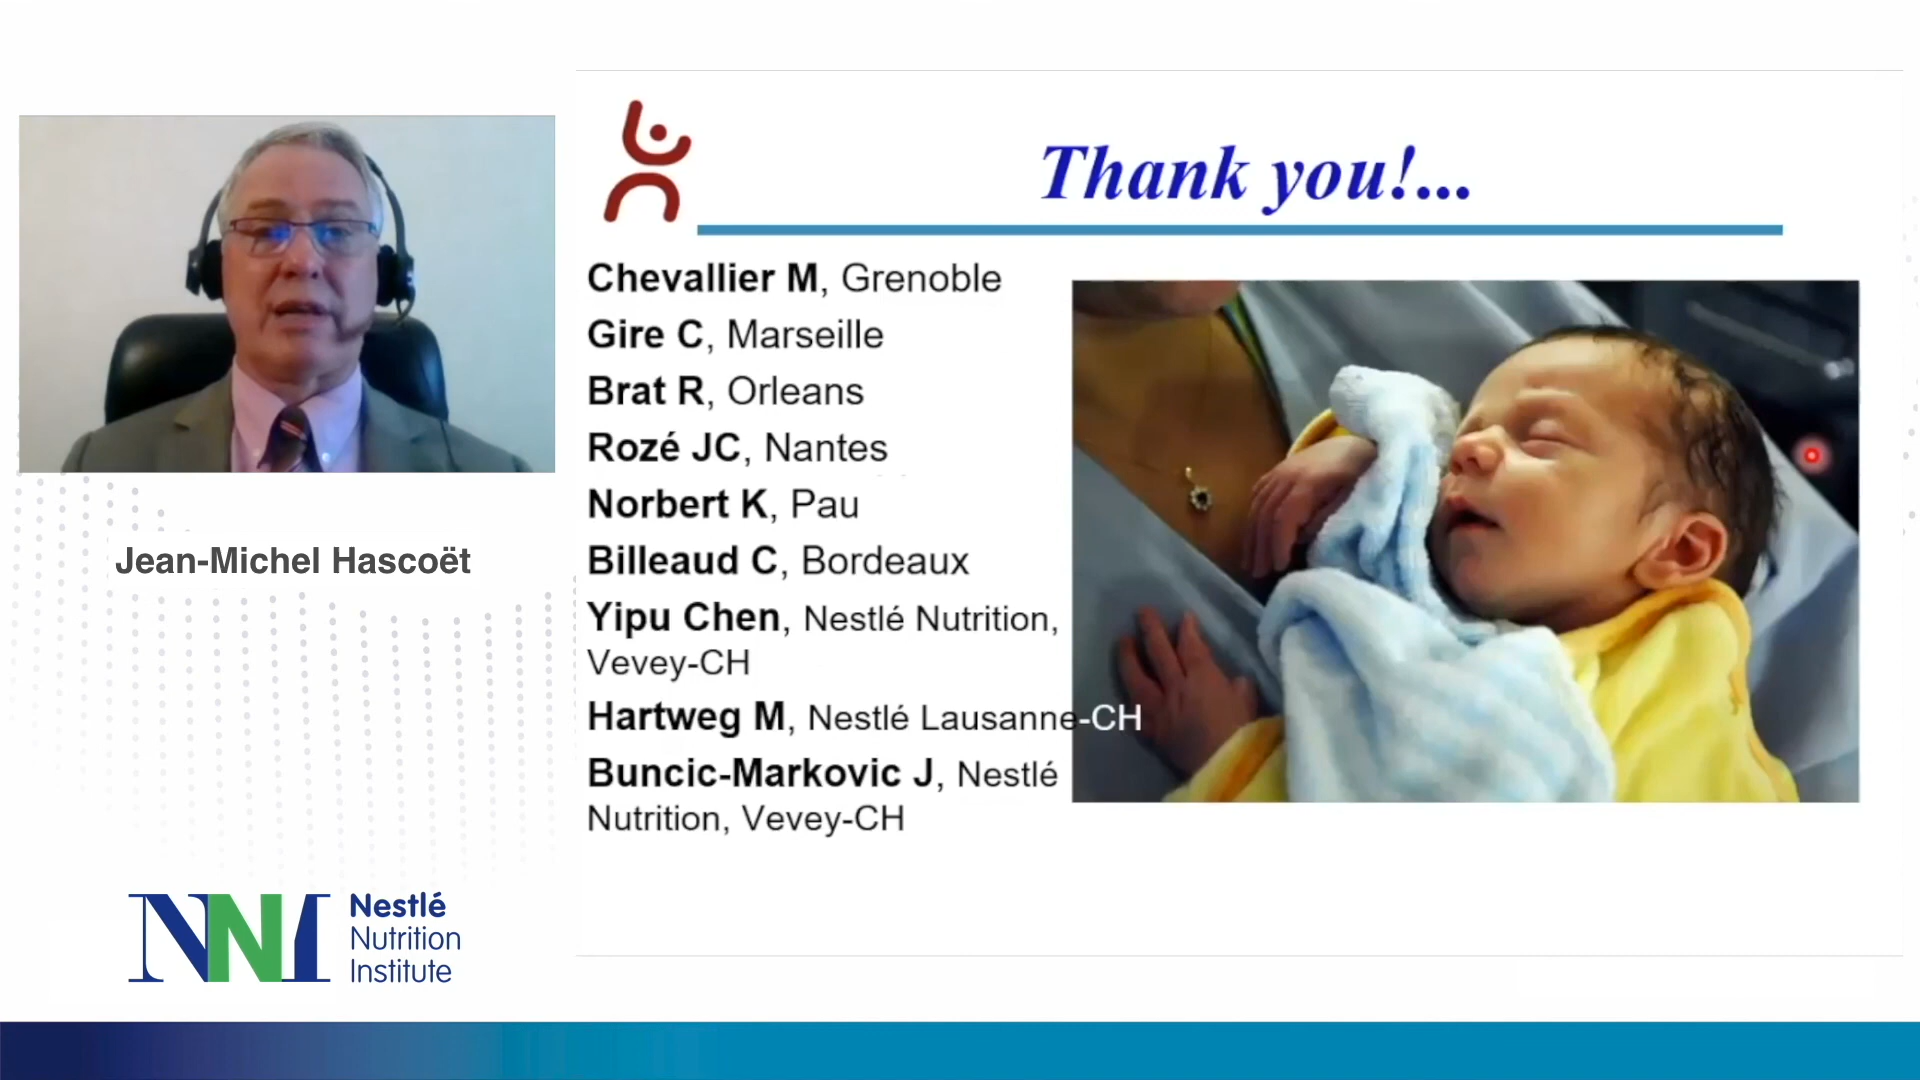 Thank you!...
Chevallier M, Grenoble
Gire C, Marseille
Brat R, Orleans
Rozé JC, Nantes
Norbert K, Pau
Billeaud C, Bordeaux
Yipu Chen, Nestlé Nutrition,
Vevey-CH
Hartweg M, Nestlé Lausanne-CH
Buncic-Markovic J, Nestlé
Nutrition, Vevey-CH
Jean-Michel Hascoët
NNI
Nestlé
Nutrition
Institute